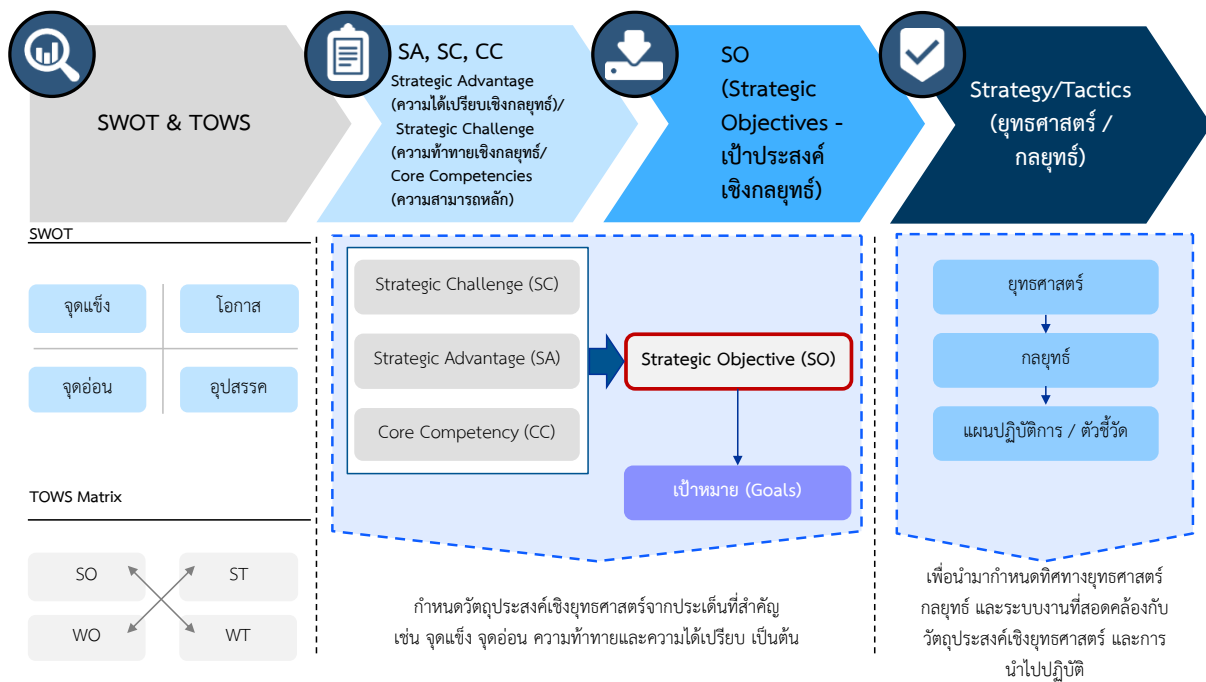 SWOT & TOWS
SA, SC, CC
Strategic Advantage
(ความได้เปรียบเชิงกลยุทธ์)/
Strategic Challenge
(ความท้าทายเชิงกลยุทธ์/
Core Competencies
(ความสามารถหลัก)
SO
(Strategic
Objectives -
เป้าประสงค์
เชิงกลยุทธ์)
Strategy/Tactics
(ยุทธศาสตร์ /
กลยุทธ์)
SWOT
จุดแข็ง
โอกาส
จุดอ่อน
อุปสรรค
TOWS Matrix
SO
ST
WO
WT
Strategic Challenge (SC)
Strategic Advantage (SA)
Core Competency (CC)
Strategic Objective (SO)
เป้าหมาย (Goals)
กำหนดวัตถุประสงค์เชิงยุทธศาสตร์จากประเด็นที่สำคัญ
เช่น จุดแข็ง จุดอ่อน ความท้าทายและความได้เปรียบ เป็นต้น
ยุทธศาสตร์
กลยุทธ์
แผนปฏิบัติการ / ตัวชี้วัด
เพื่อนำมากำหนดทิศทางยุทธศาสตร์
กลยุทธ์ และระบบงานที่สอดคล้องกับ
วัตถุประสงค์เชิงยุทธศาสตร์ และการ
นำไปปฏิบัติ